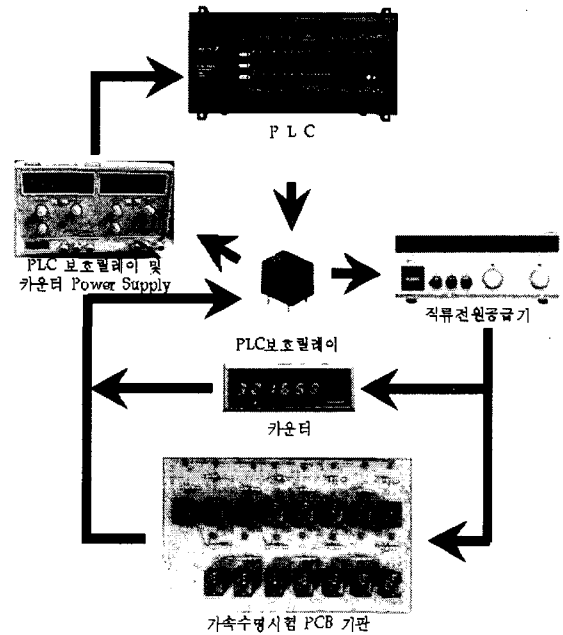 P L C
PLC 보호릴레이 및
카운터 Power Supply
직류전원공급기
PLC보호릴레이
카운터
가속수명시험 PCB 기판